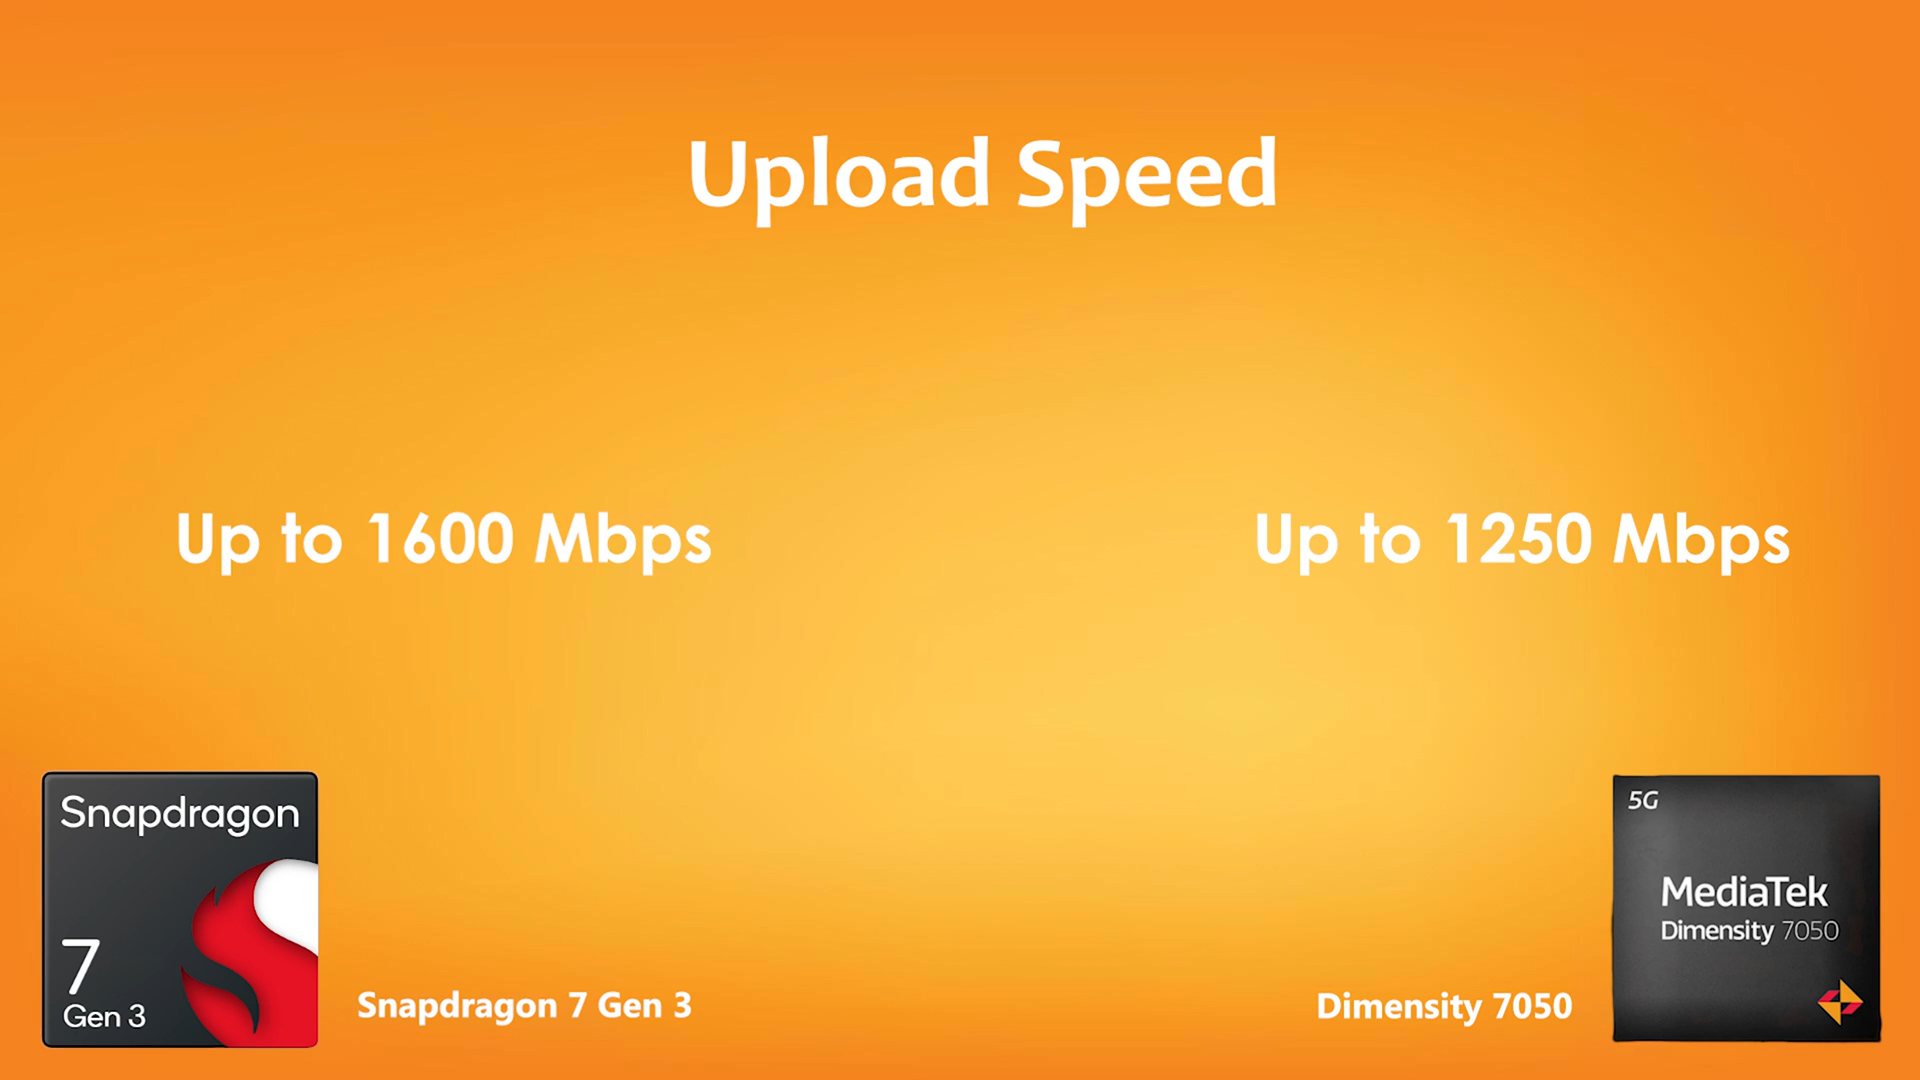 Upload Speed
Up to 1600 Mbps
Up to 1250 Mbps
Snapdragon
7
Gen 3
Snapdragon 7 Gen 3
Dimensity 7050
5G
MediaTek
Dimensity 7050